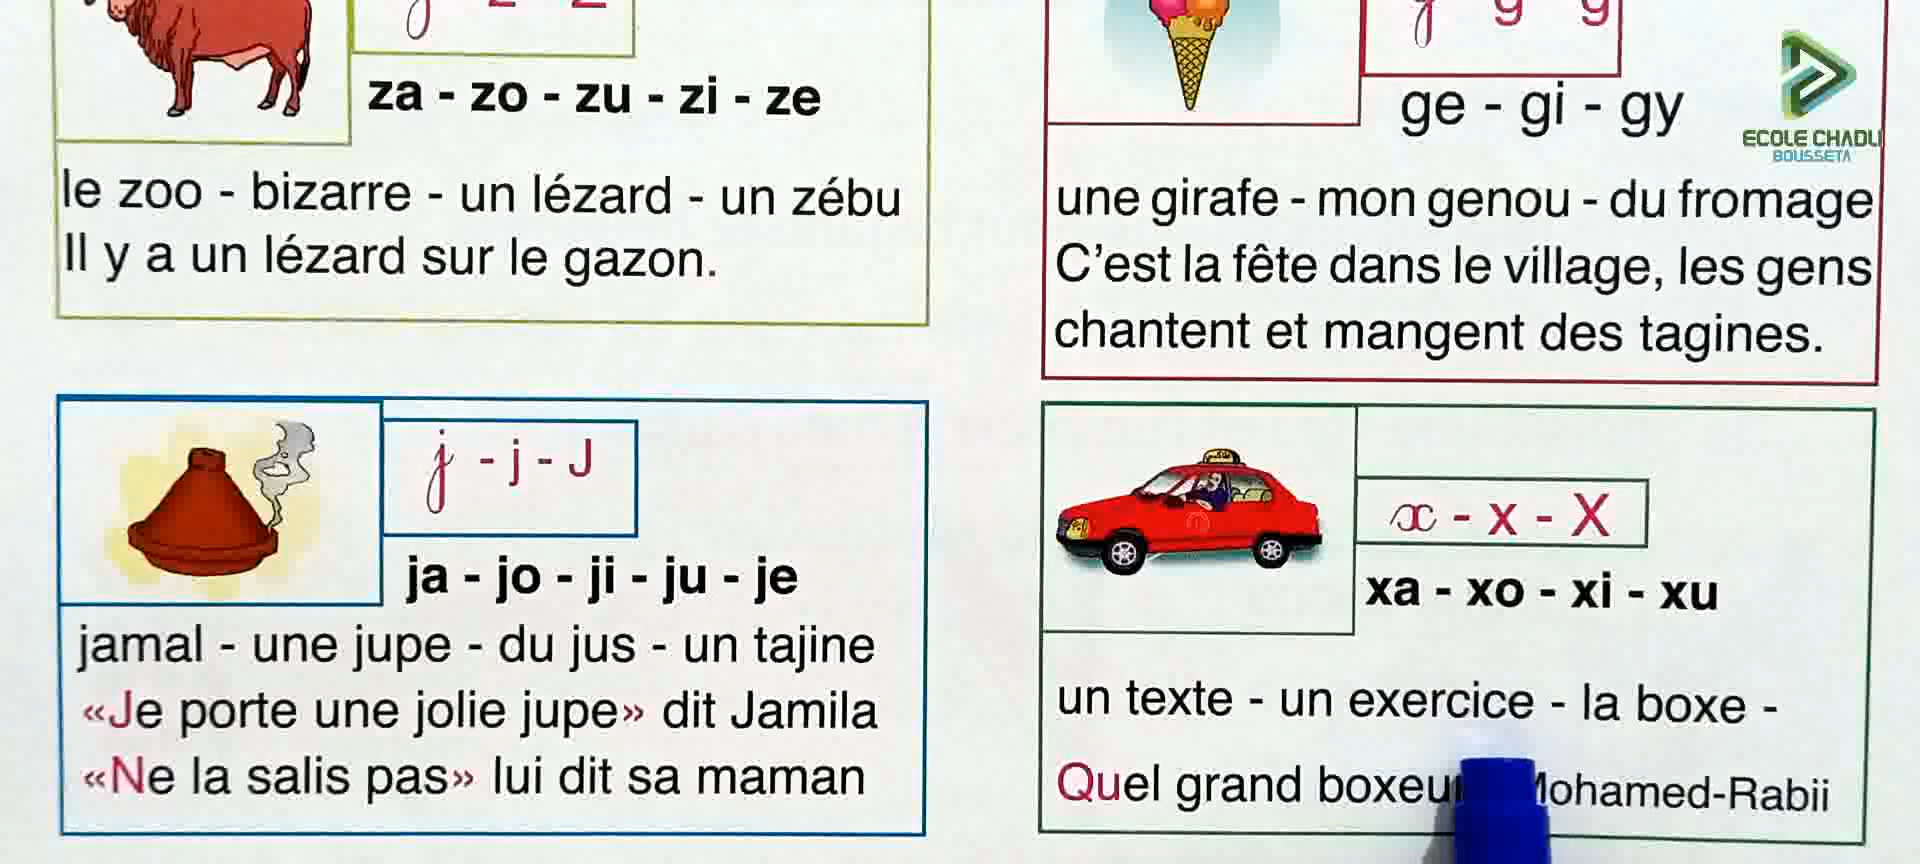 z z
za - zo - zu - zi - ze
le zoo - bizarre - un lézard - un zébu
Il y a un lézard sur le gazon.
g g g
ge - gi - gy
ECOLE CHADLI
BOUSSETA
une girafe - mon genou - du fromage
C'est la fête dans le village, les gens
chantent et mangent des tagines.
j - j - J
ja - jo - ji - ju - je
jamal - une jupe - du jus - un tajine
«Je porte une jolie jupe» dit Jamila
«Ne la salis pas» lui dit sa maman
x - x - X
xa - xo - xi - xu
un texte - un exercice - la boxe -
Quel grand boxeur Mohamed-Rabii